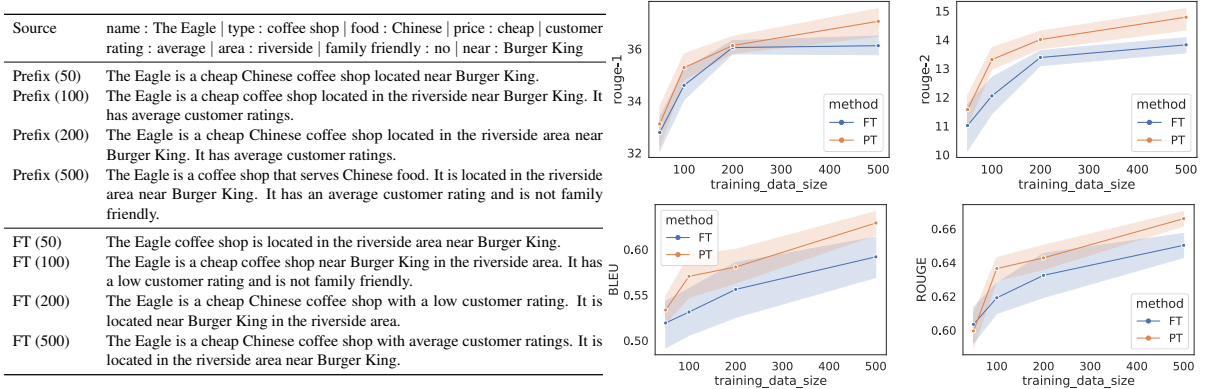 Source name : The Eagle | type : coffee shop | food : Chinese | price : cheap | customer
rating : average | area : riverside | family friendly : no | near : Burger King
Prefix (50) The Eagle is a cheap Chinese coffee shop located near Burger King.
Prefix (100) The Eagle is a cheap coffee shop located in the riverside near Burger King. It
has average customer ratings.
Prefix (200) The Eagle is a cheap Chinese coffee shop located in the riverside area near
Burger King. It has average customer ratings.
Prefix (500) The Eagle is a coffee shop that serves Chinese food. It is located in the riverside
area near Burger King. It has an average customer rating and is not family
friendly.
FT (50) The Eagle coffee shop is located in the riverside area near Burger King.
FT (100) The Eagle is a cheap coffee shop near Burger King in the riverside area. It has
a low customer rating and is not family friendly.
FT (200) The Eagle is a cheap Chinese coffee shop with a low customer rating. It is
located near Burger King in the riverside area.
FT (500) The Eagle is a cheap Chinese coffee shop with average customer ratings. It is
located in the riverside area near Burger King.
rouge-1
36
34
32
method
FT
PT
100 200 300 400 500
training_data_size
rouge-2
15
14
13
12
11
10
method
FT
PT
100 200 300 400 500
training_data_size
BLEU
0.60
0.55
0.50
method
FT
PT
100 200 300 400 500
training_data_size
ROUGE
0.66
0.64
0.62
0.60
method
FT
PT
100 200 300 400 500
training_data_size